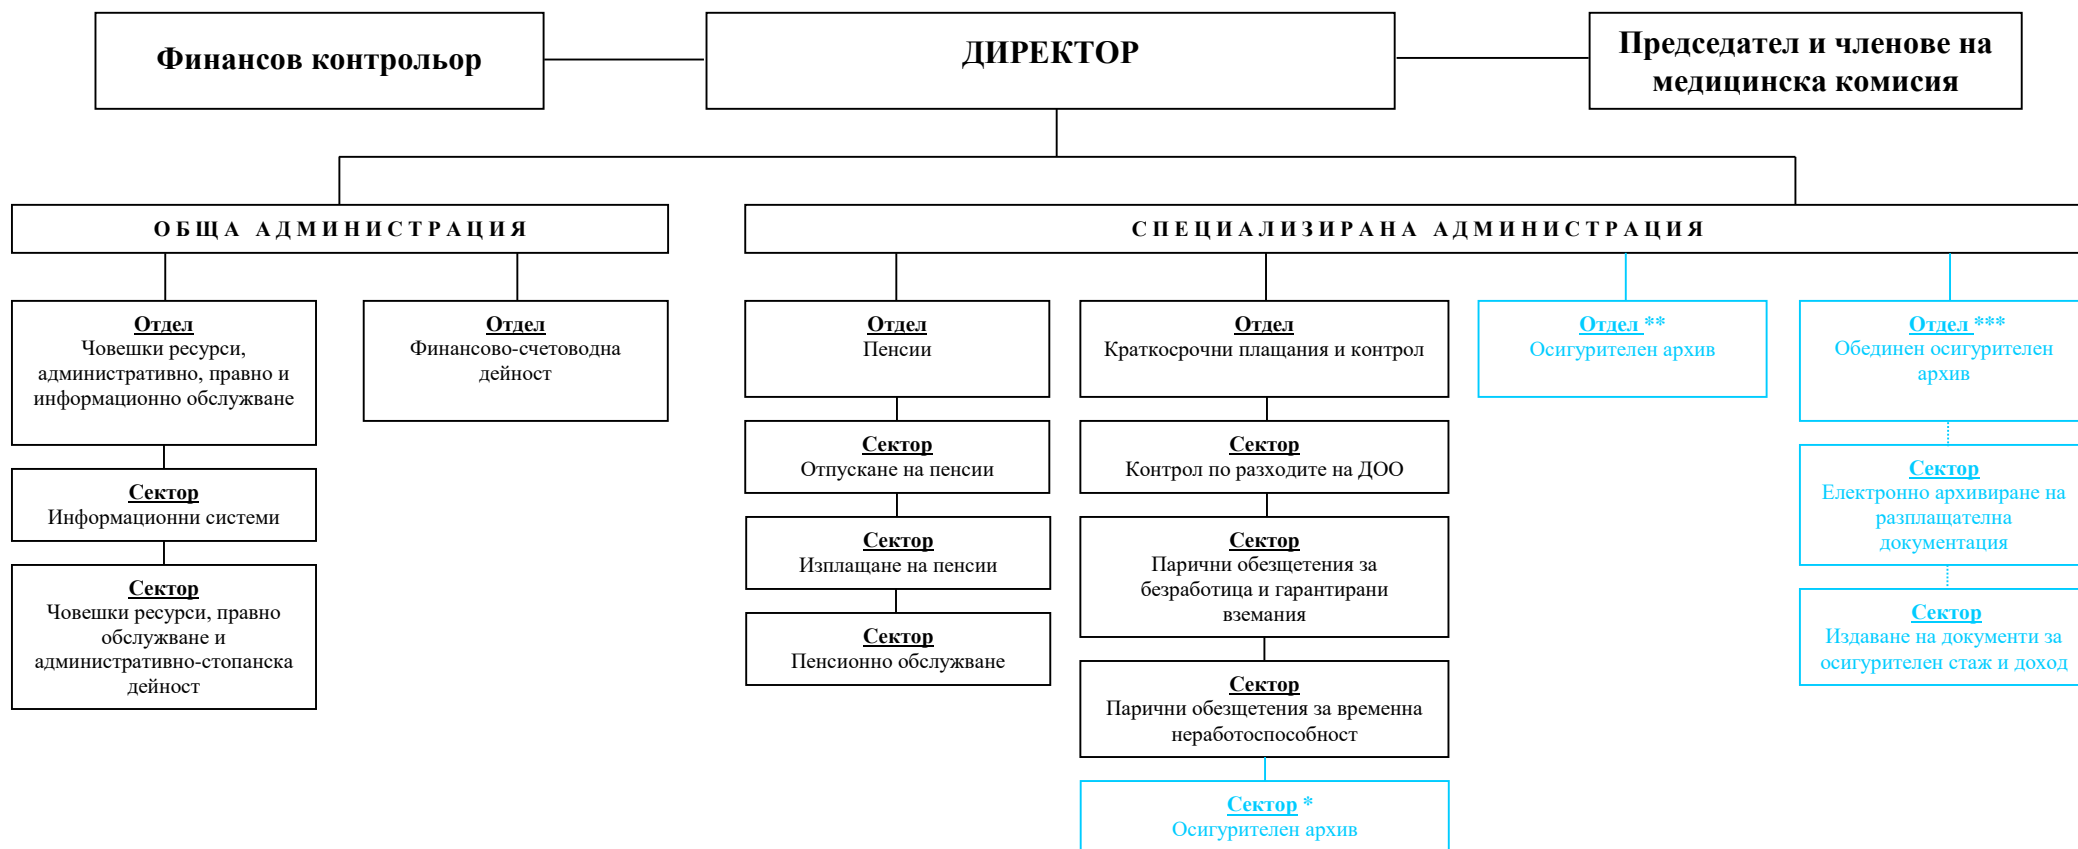 Финансов контрольор
ДИРЕКТОР
Председател и членове на
медицинска комисия
ОБЩА АДМИНИСТРАЦИЯ
СПЕЦИАЛИЗИРАНА АДМИНИСТРАЦИЯ
Отдел
Човешки ресурси,
административно, правно и
информационно обслужване
Сектор
Информационни системи
Сектор
Човешки ресурси, правно
обслужване и
административно-стопанска
дейност
Отдел
Финансово-счетоводна
дейност
Отдел
Пенсии
Сектор
Отпускане на пенсии
Сектор
Изплащане на пенсии
Сектор
Пенсионно обслужване
Отдел
Краткосрочни плащания и контрол
Сектор
Контрол по разходите на ДОО
Сектор
Парични обезщетения за
безработица и гарантирани
вземания
Сектор
Парични обезщетения за временна
неработоспособност
Сектор *
Осигурителен архив
Отдел **
Осигурителен архив
Отдел ***
Обединен осигурителен
архив
Сектор
Електронно архивиране на
разплащателна
документация
Сектор
Издаване на документи за
осигурителен стаж и доход